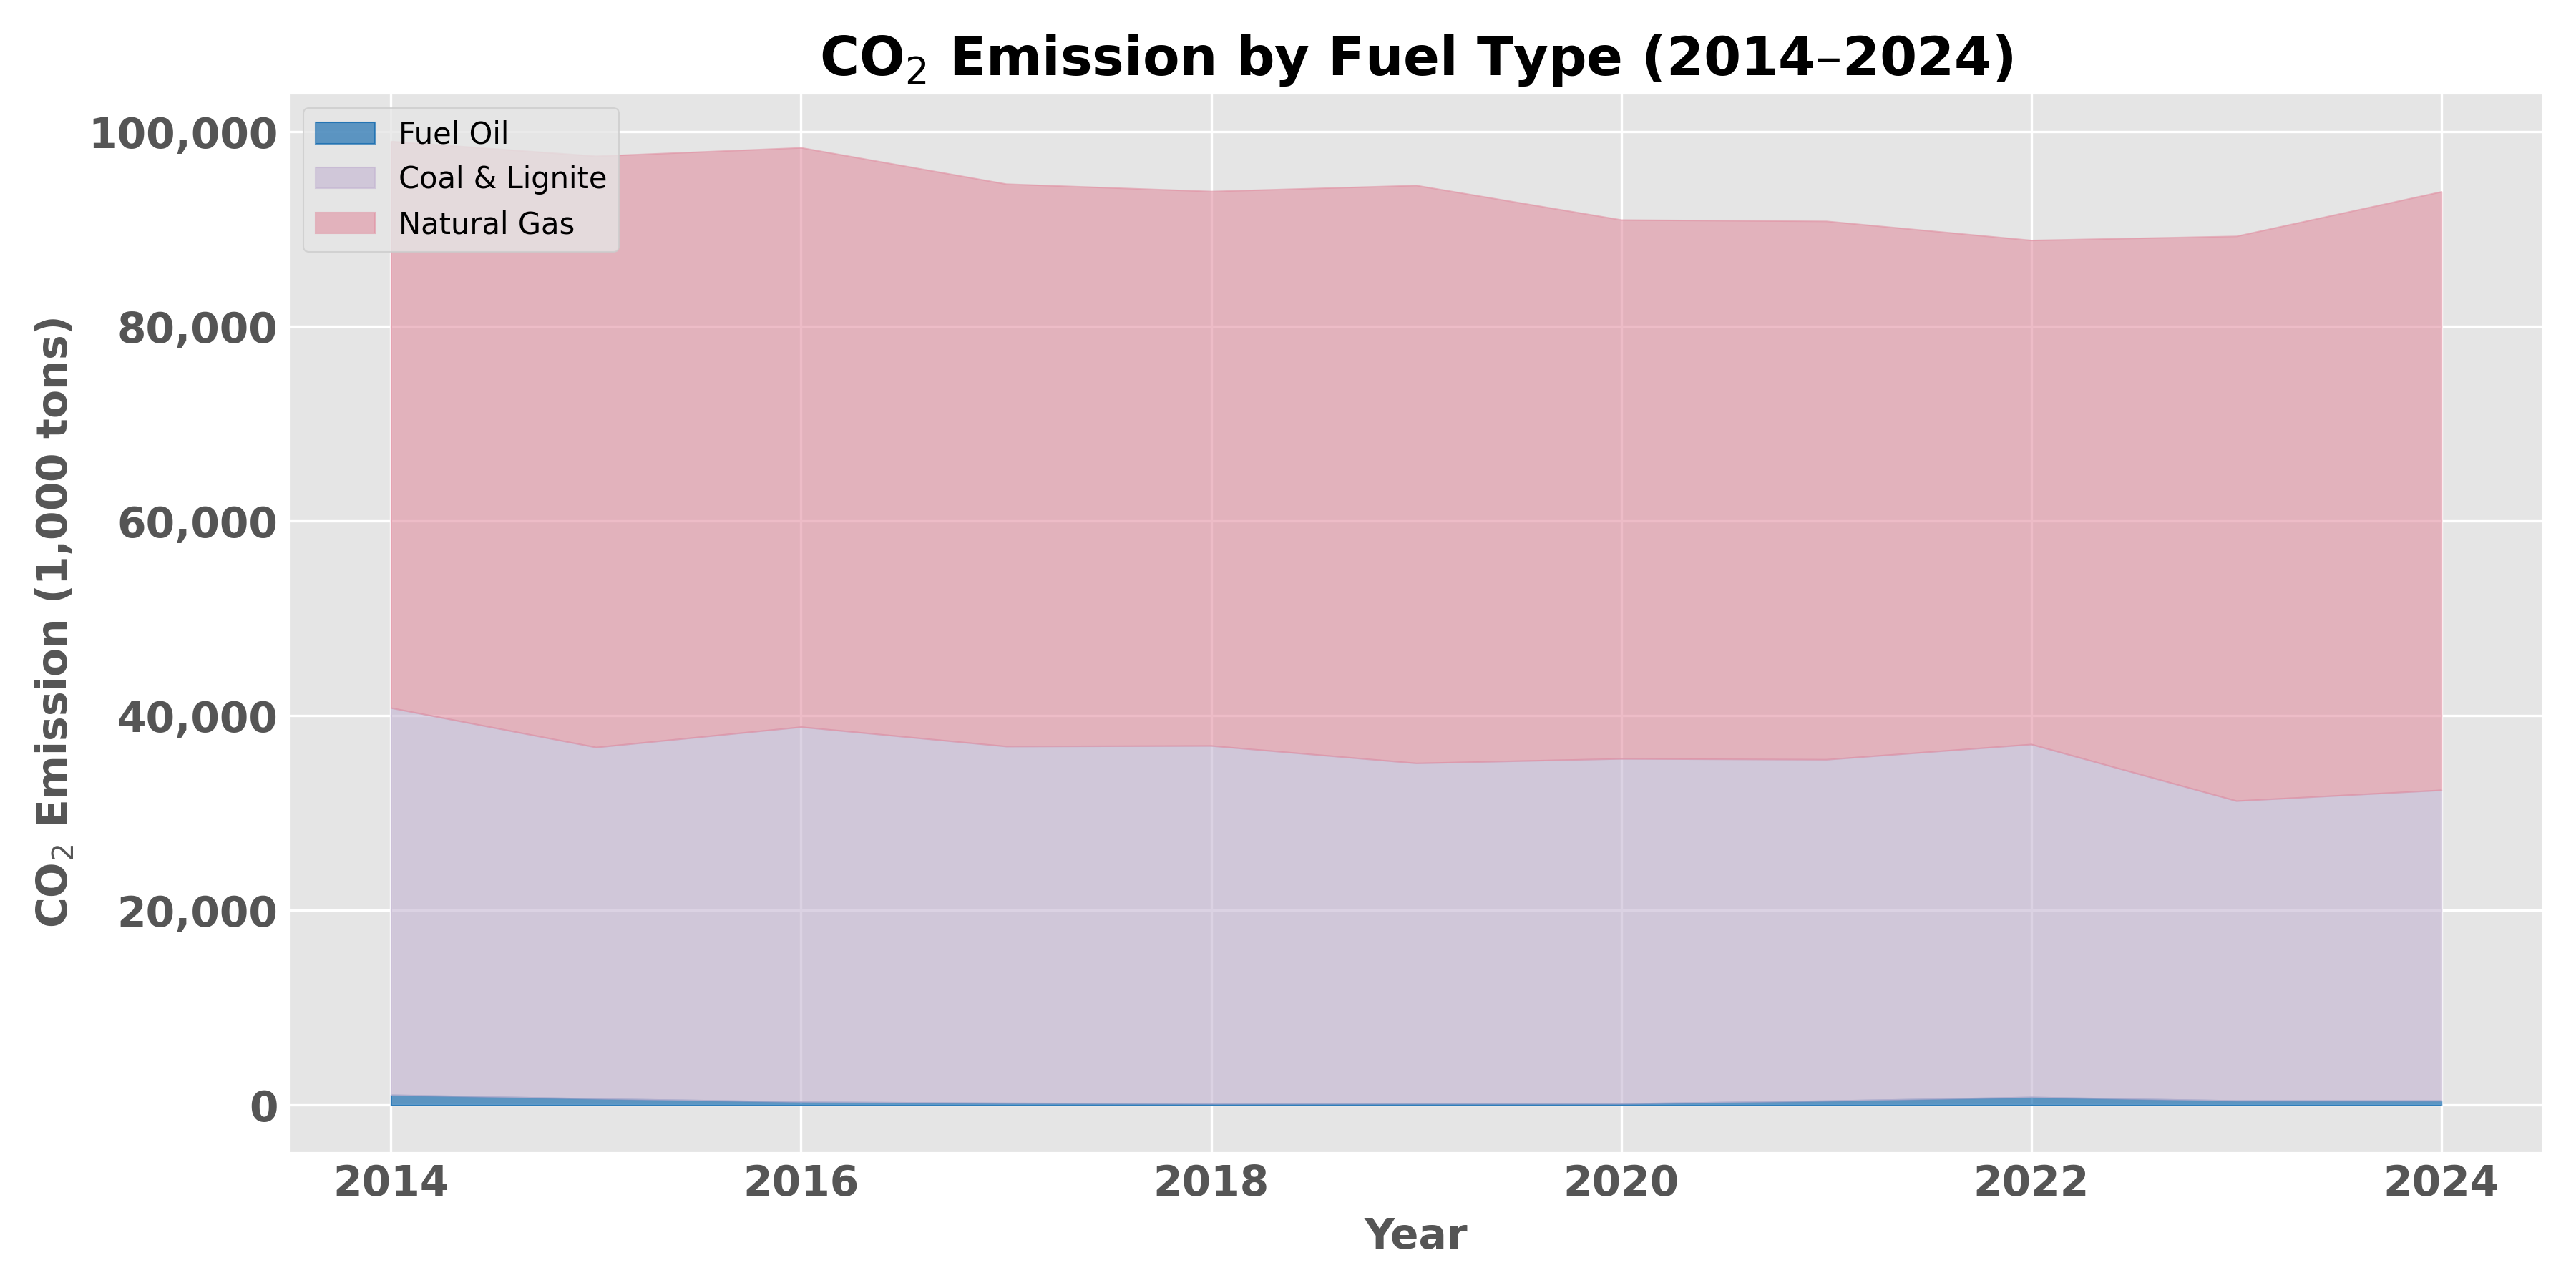 CO₂ Emission by Fuel Type (2014–2024)
Fuel Oil
Coal & Lignite
Natural Gas
CO₂ Emission (1,000 tons)
100,000
80,000
60,000
40,000
20,000
0
2014 2016 2018 2020 2022 2024
Year